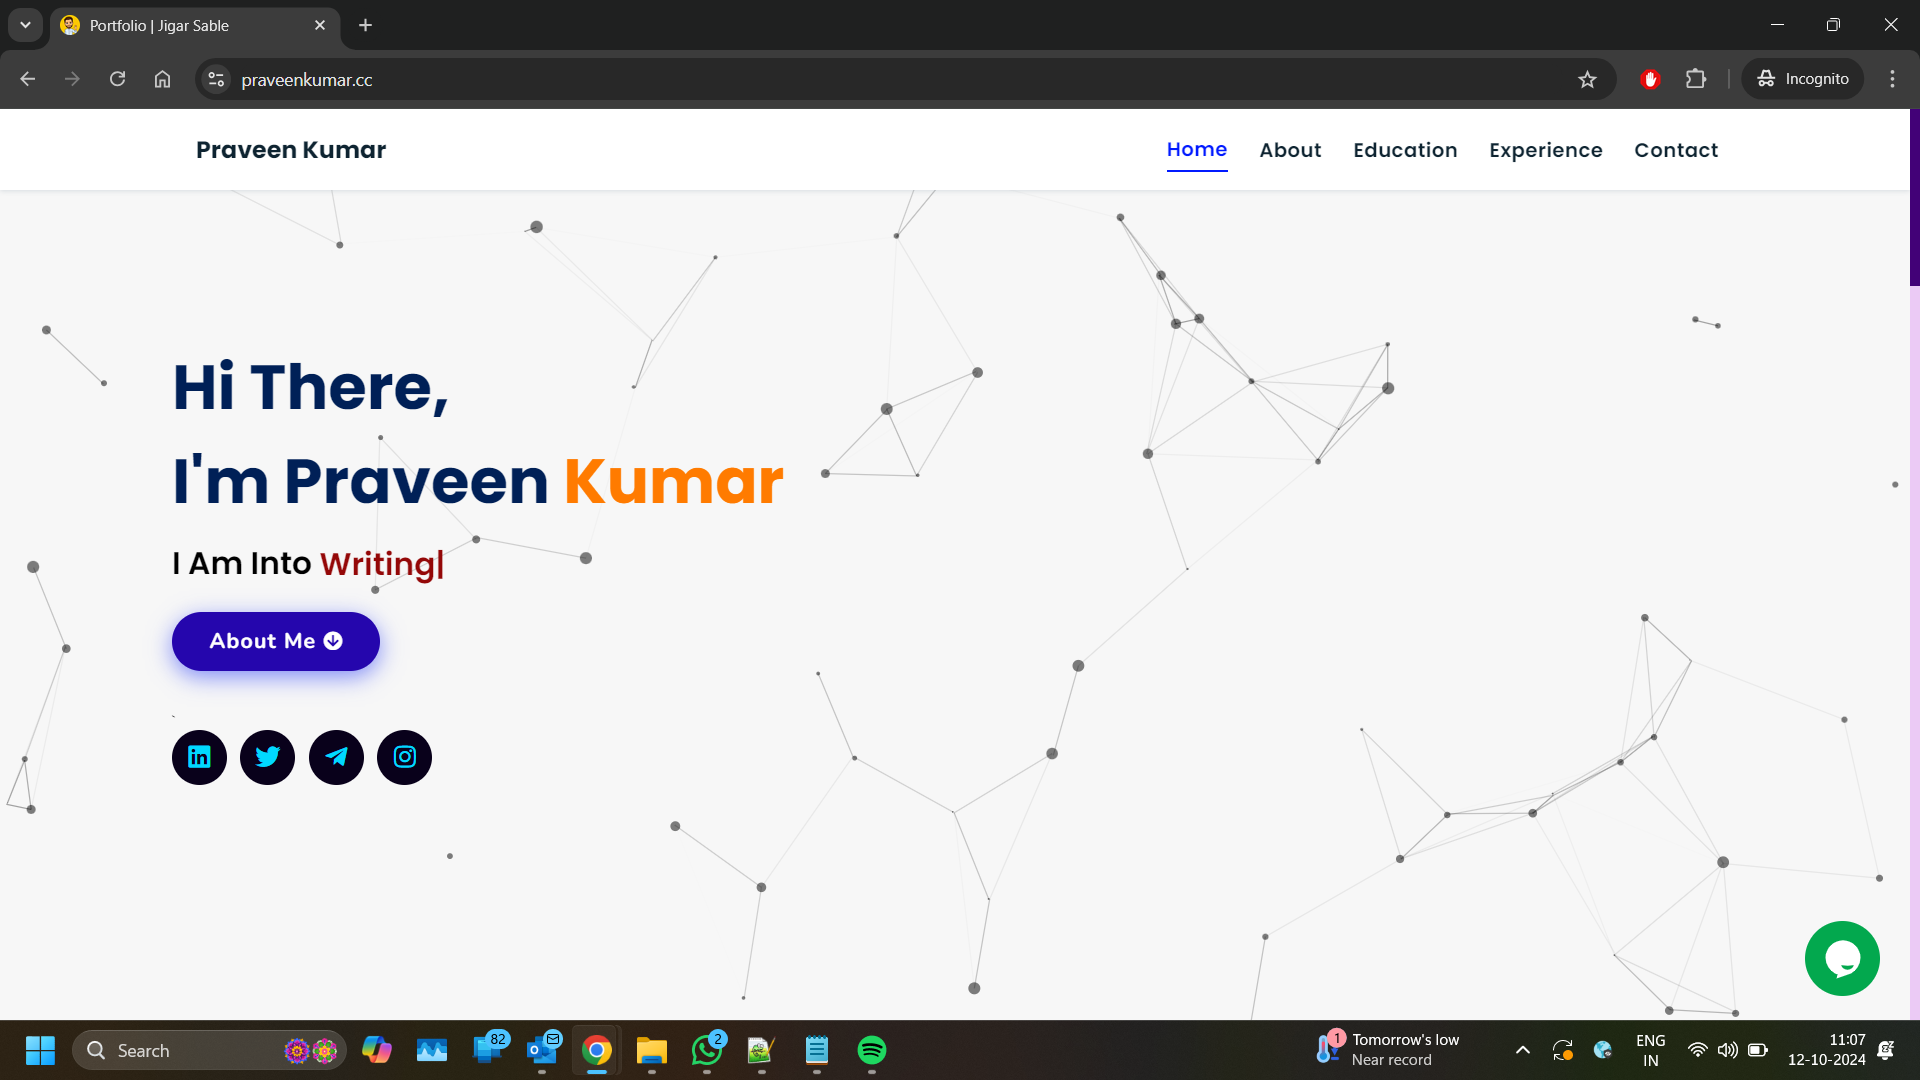 Portfolio | Jigar Sable
praveenkumar.cc
Incognito
Praveen Kumar
Home
About
Education
Experience
Contact
Hi There,
I'm Praveen Kumar
I Am Into Writing|
About Me
`
Search
82
2
1
Tomorrow's low
Near record
ENG
IN
11:07
12-10-2024